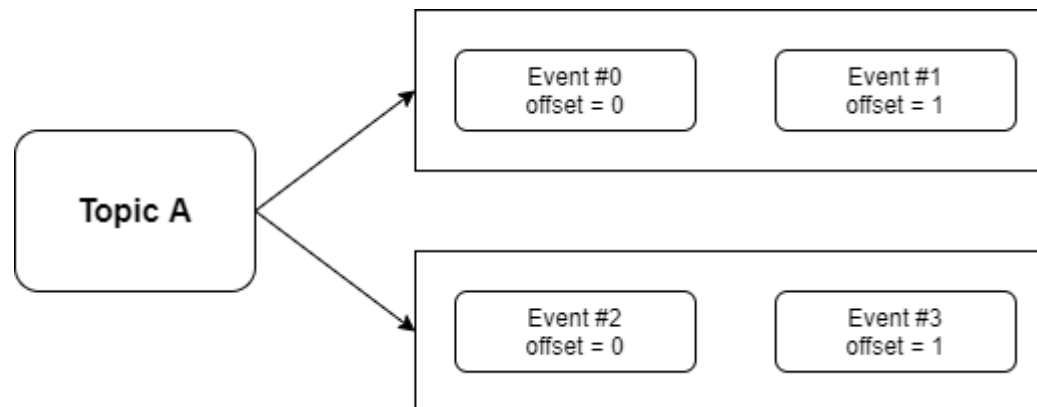 Topic A
Event #0
offset = 0
Event #1
offset = 1
Event #2
offset = 0
Event #3
offset = 1